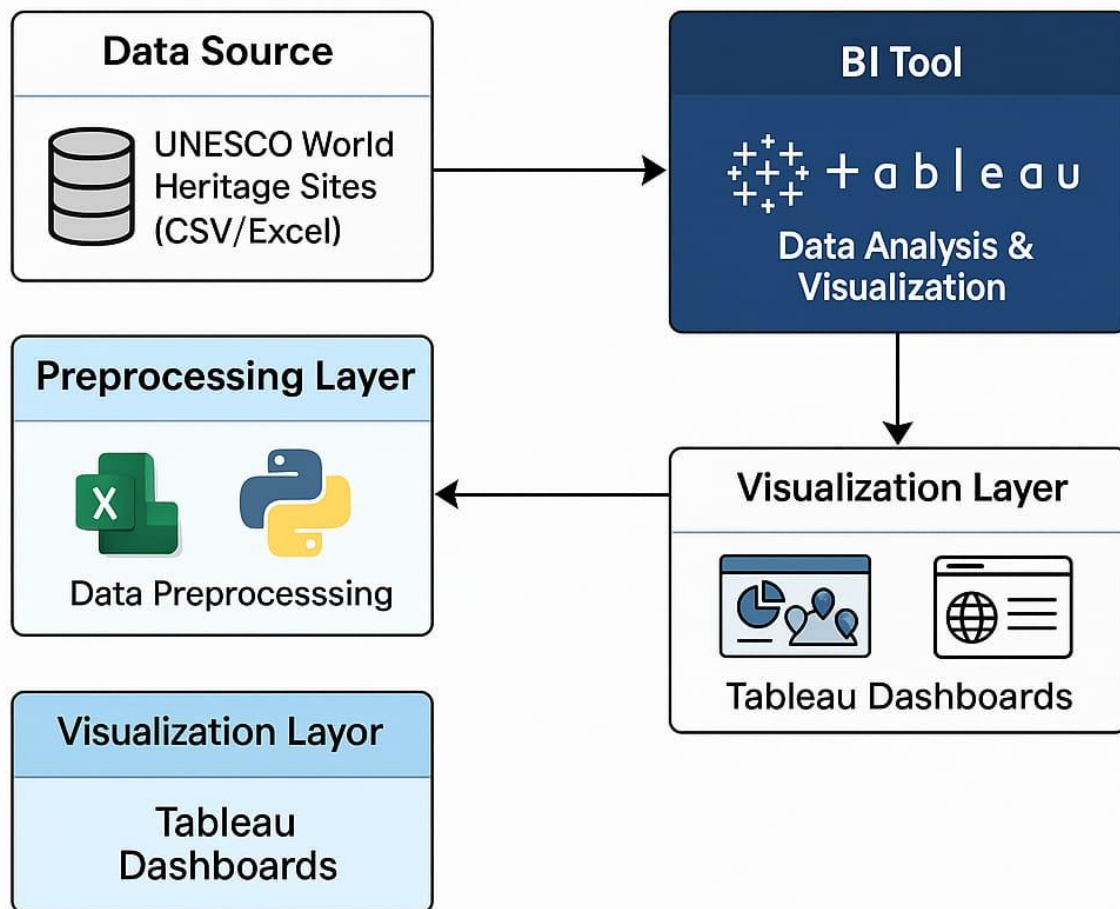 Data Source
UNESCO World
Heritage Sites
(CSV/Excel)
BI Tool
+ a b l e a u
Data Analysis &
Visualization
Preprocessing Layer
X
Data Preprocesssing
Visualization Layer
Tableau Dashboards
Visualization Layor
Tableau
Dashboards